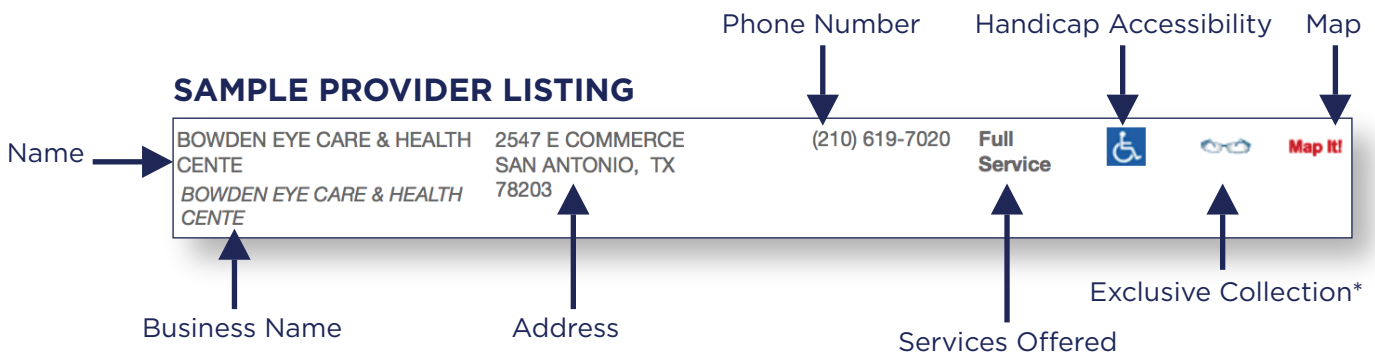 Phone Number Handicap Accessibility Map
SAMPLE PROVIDER LISTING
Name
BOWDEN EYE CARE & HEALTH
CENTE
BOWDEN EYE CARE & HEALTH
CENTE
2547 E COMMERCE
SAN ANTONIO, TX
78203
(210) 619-7020
Full
Service
Map It!
Exclusive Collection*
Business Name
Address
Services Offered